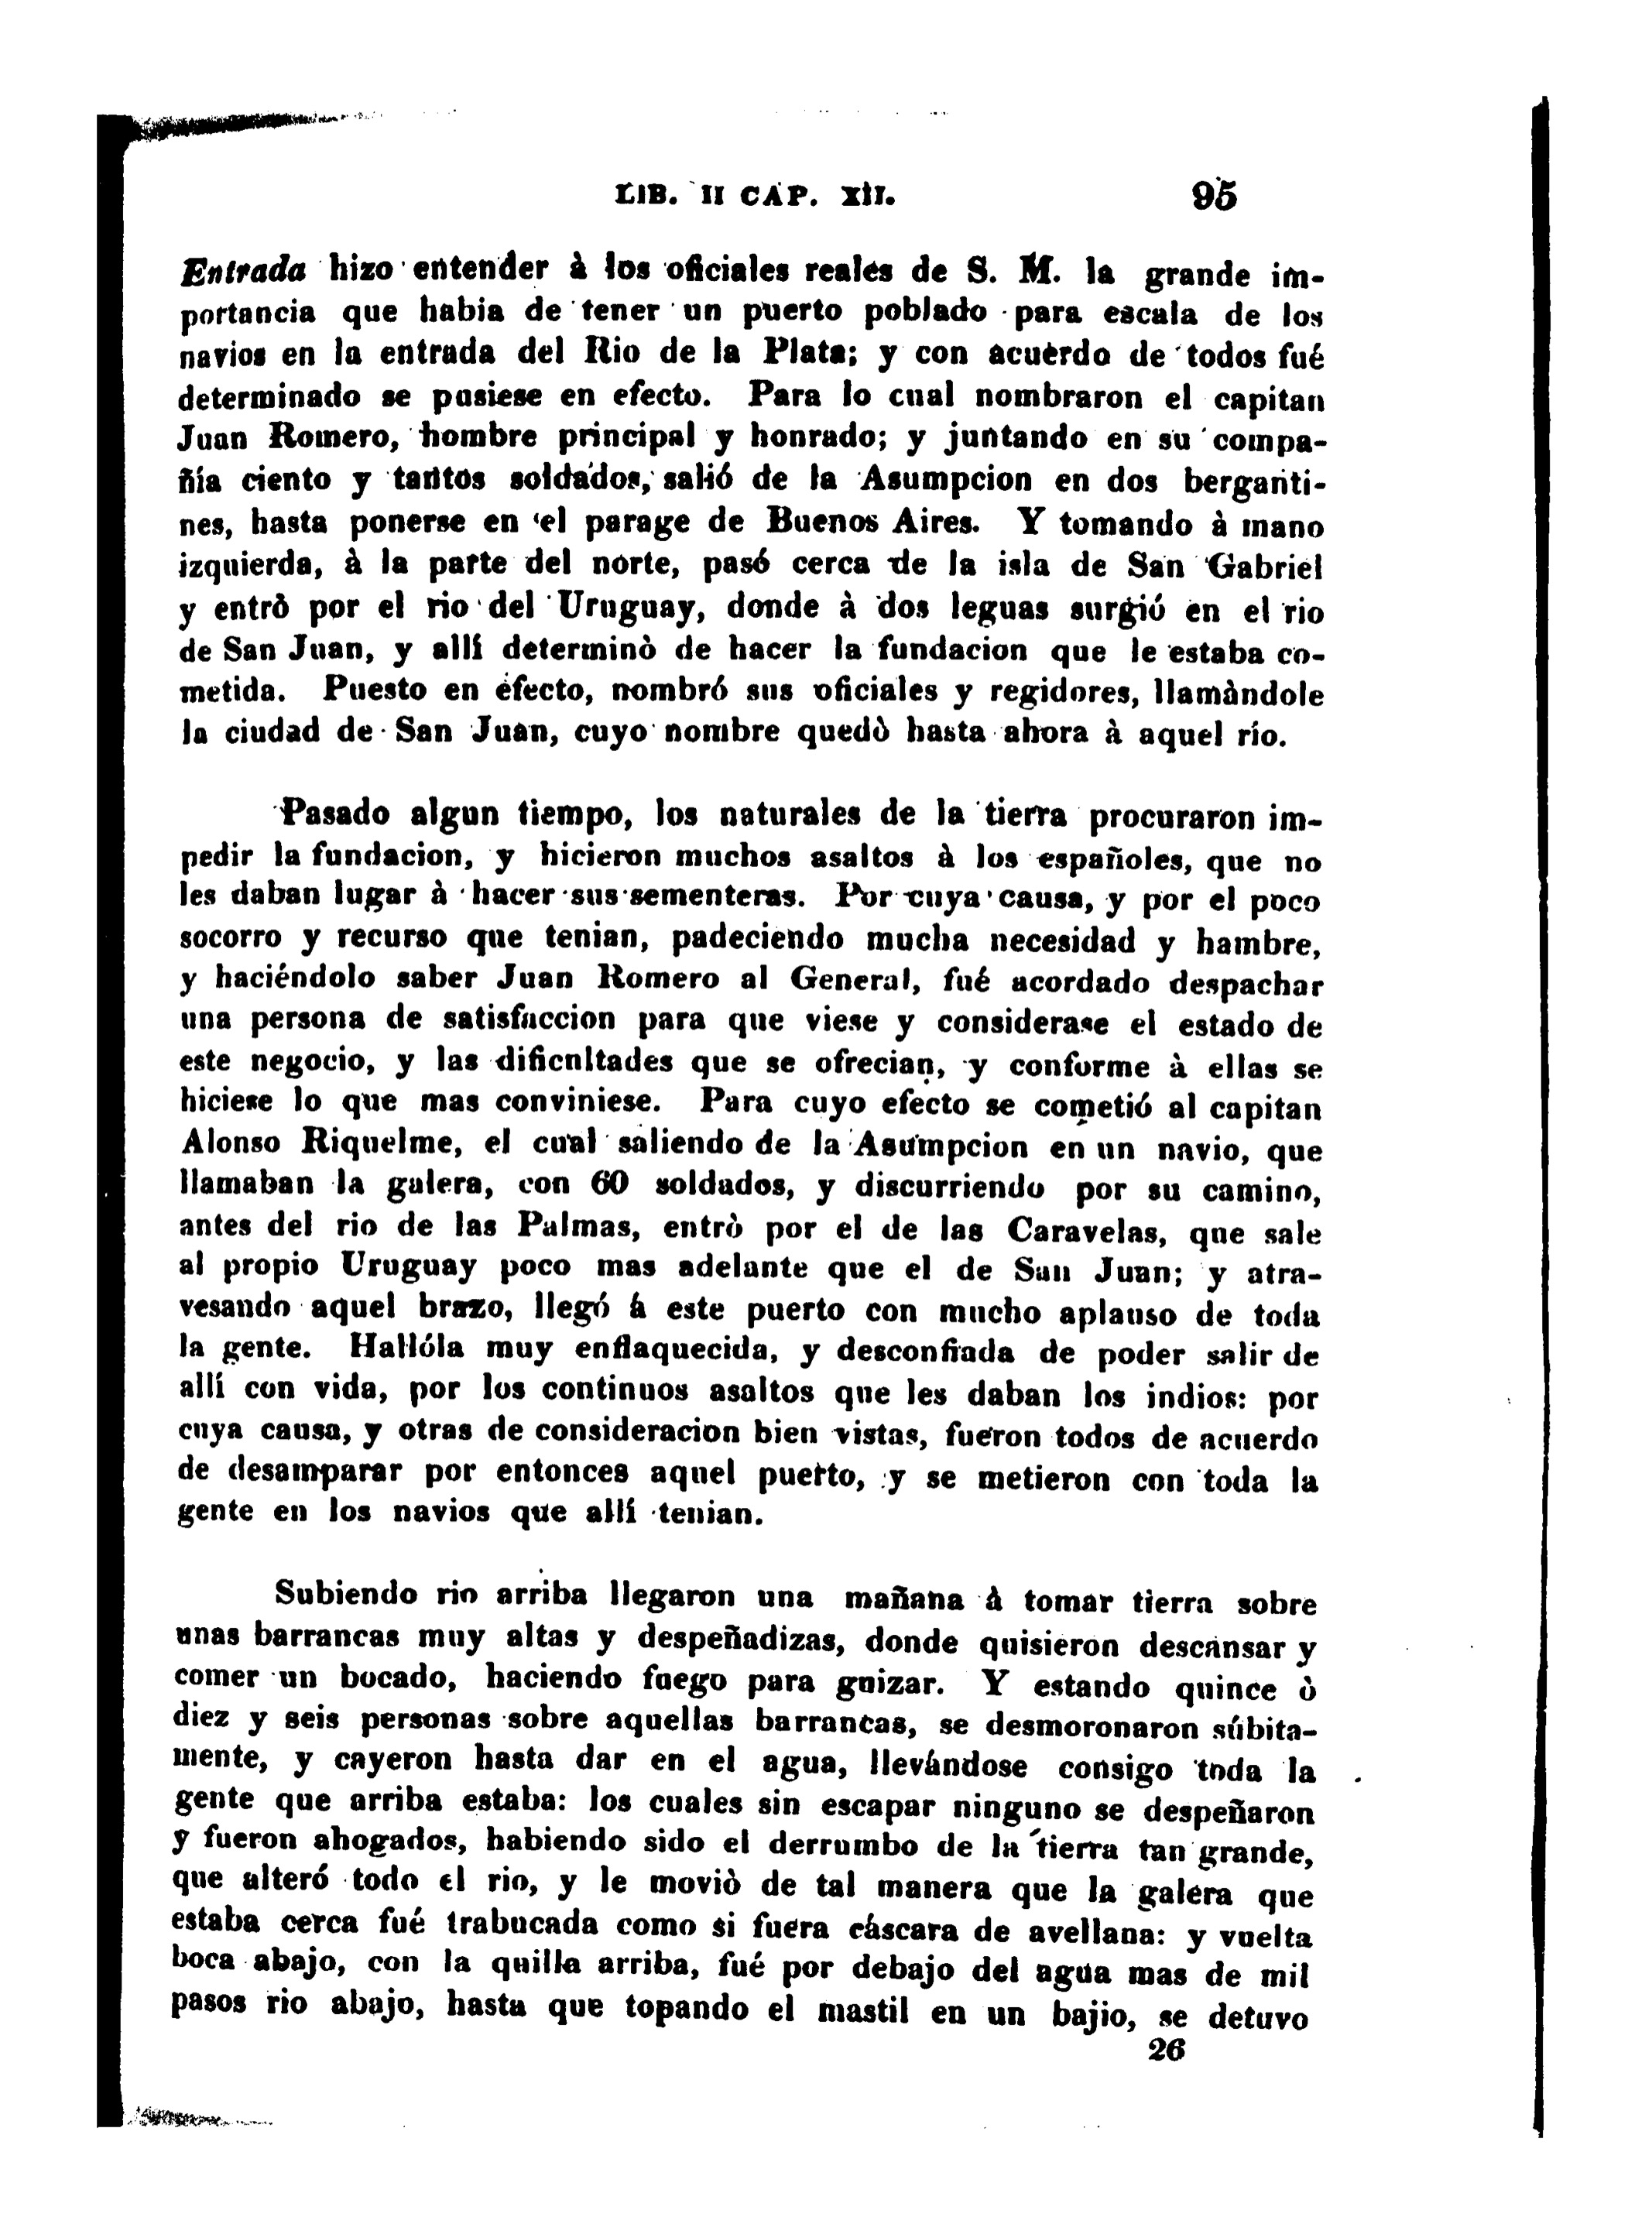 LIB. II CAP. XII. 95
Entrada hizo entender à los oficiales reales de S. M. la grande im-
portancia que habia de tener un puerto poblado para escala de los
navios en la entrada del Rio de la Plata; y con acuèrdo de todos fué
determinado se pusiese en efecto. Para lo cual nombraron el capitan
Juan Romero, hombre principal y honrado; y juntando en su compa-
ñía ciento y tantos soldados, salió de la Asumpcion en dos berganti-
nes, hasta ponerse en el parage de Buenos Aires. Y tomando à mano
izquierda, à la parte del norte, pasó cerca de la isla de San Gabriel
y entrò por el rio del Uruguay, donde à dos leguas surgió en el rio
de San Juan, y allí determinò de hacer la fundacion que le estaba co-
metida. Puesto en efecto, nombró sus oficiales y regidores, llamàndole
la ciudad de San Juan, cuyo nombre quedò hasta ahora à aquel río.
Pasado algun tiempo, los naturales de la tierra procuraron im-
pedir la fundacion, y hicieron muchos asaltos à los españoles, que no
les daban lugar à hacer sus sementeras. Por cuya causa, y por el poco
socorro y recurso que tenian, padeciendo mucha necesidad y hambre,
y haciéndolo saber Juan Romero al General, fué acordado despachar
una persona de satisfaccion para que viese y considerase el estado de
este negocio, y las dificultades que se ofrecian, y conforme à ellas se
hiciese lo que mas conviniese. Para cuyo efecto se cometió al capitan
Alonso Riquelme, el cual saliendo de la Asumpcion en un navio, que
llamaban la galera, con 60 soldados, y discurriendo por su camino,
antes del rio de las Palmas, entrò por el de las Caravelas, que sale
al propio Uruguay poco mas adelante que el de San Juan; y atra-
vesando aquel brazo, llegó á este puerto con mucho aplauso de toda
la gente. Hallóla muy enflaquecida, y desconfiada de poder salir de
allí con vida, por los continuos asaltos que les daban los indios: por
cuya causa, y otras de consideracion bien vistas, fueron todos de acuerdo
de desamparar por entonces aquel puerto, y se metieron con toda la
gente en los navios que allí tenian.
Subiendo rio arriba llegaron una mañana à tomar tierra sobre
unas barrancas muy altas y despeñadizas, donde quisieron descansar y
comer un bocado, haciendo fuego para guizar. Y estando quince ò
diez y seis personas sobre aquellas barrancas, se desmoronaron súbita-
mente, y cayeron hasta dar en el agua, llevándose consigo toda la
gente que arriba estaba: los cuales sin escapar ninguno se despeñaron
y fueron ahogados, habiendo sido el derrumbo de la tierra tan grande,
que alteró todo el rio, y le moviò de tal manera que la galera que
estaba cerca fué trabucada como si fuera cáscara de avellana: y vuelta
boca abajo, con la quilla arriba, fué por debajo del agua mas de mil
pasos rio abajo, hasta que topando el mastil en un bajio, se detuvo
26